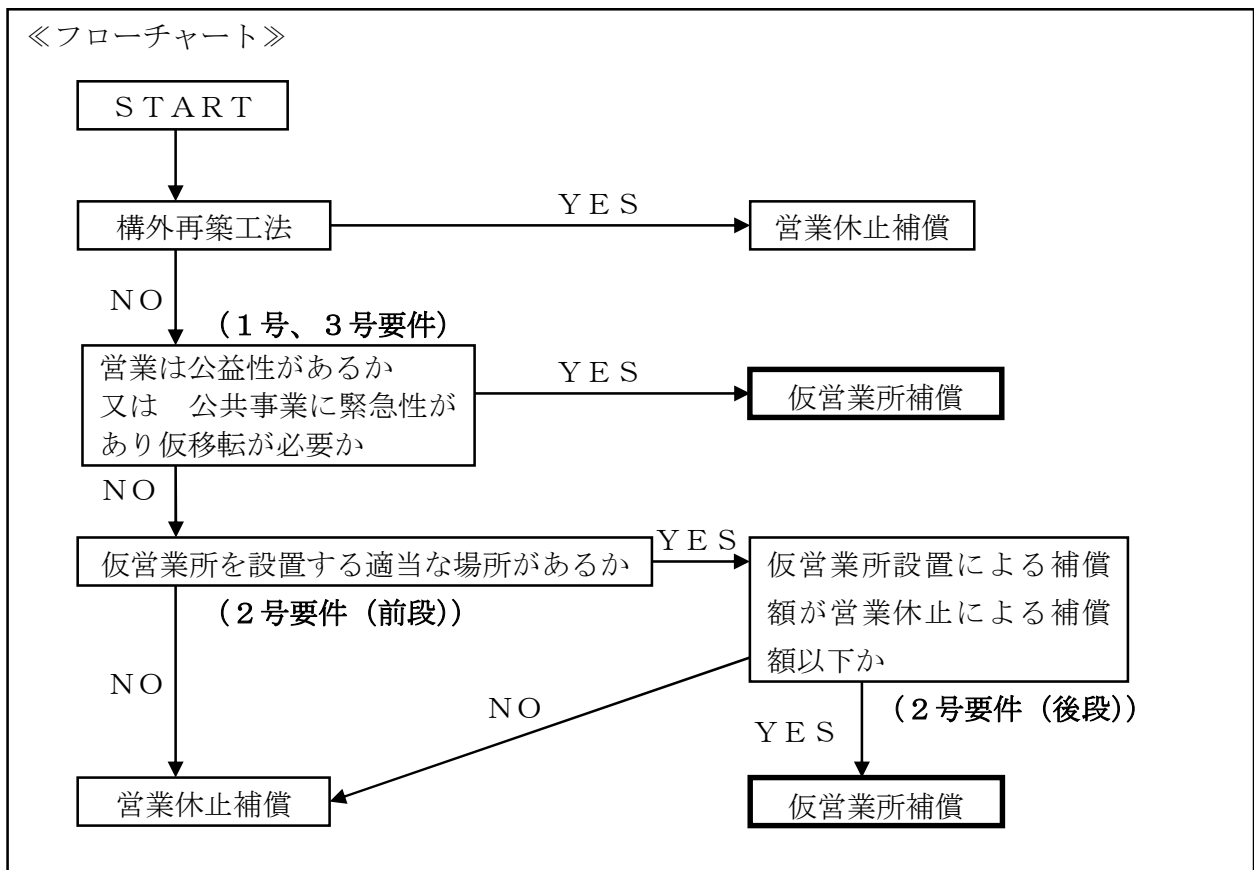 ≪フローチャート≫
ＳＴＡＲＴ
構外再築工法
ＹＥＳ
営業休止補償
ＮＯ
（１号、３号要件）
営業は公益性があるか
又は　公共事業に緊急性が
あり仮移転が必要か
ＹＥＳ
仮営業所補償
ＮＯ
仮営業所を設置する適当な場所があるか
ＹＥＳ
（２号要件（前段））
仮営業所設置による補償
額が営業休止による補償
額以下か
（２号要件（後段））
ＮＯ
ＮＯ
ＹＥＳ
営業休止補償
仮営業所補償